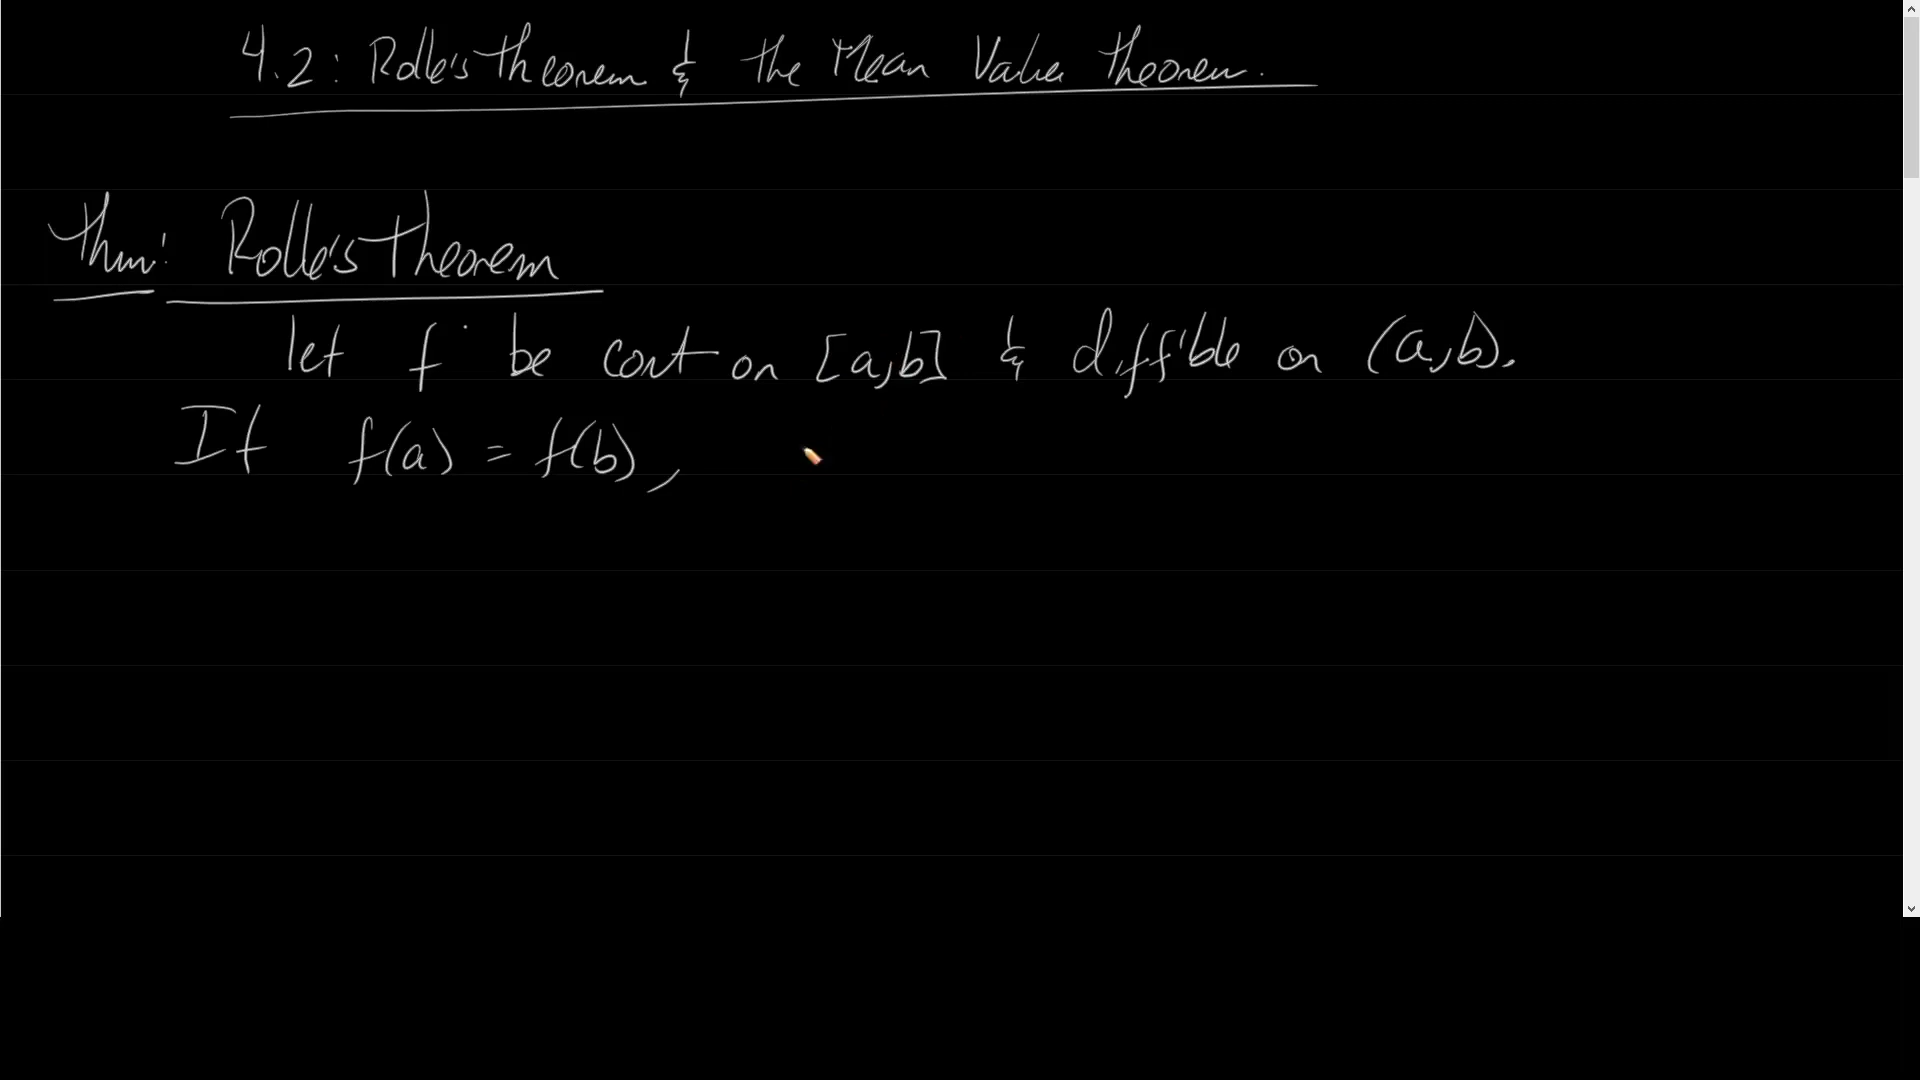 4.2: Rolle's Theorem & the Mean Value Theorem.
Thm: Rolle's Theorem
let f be cont on [a,b] & diff'ble on (a,b).
If f(a) = f(b),